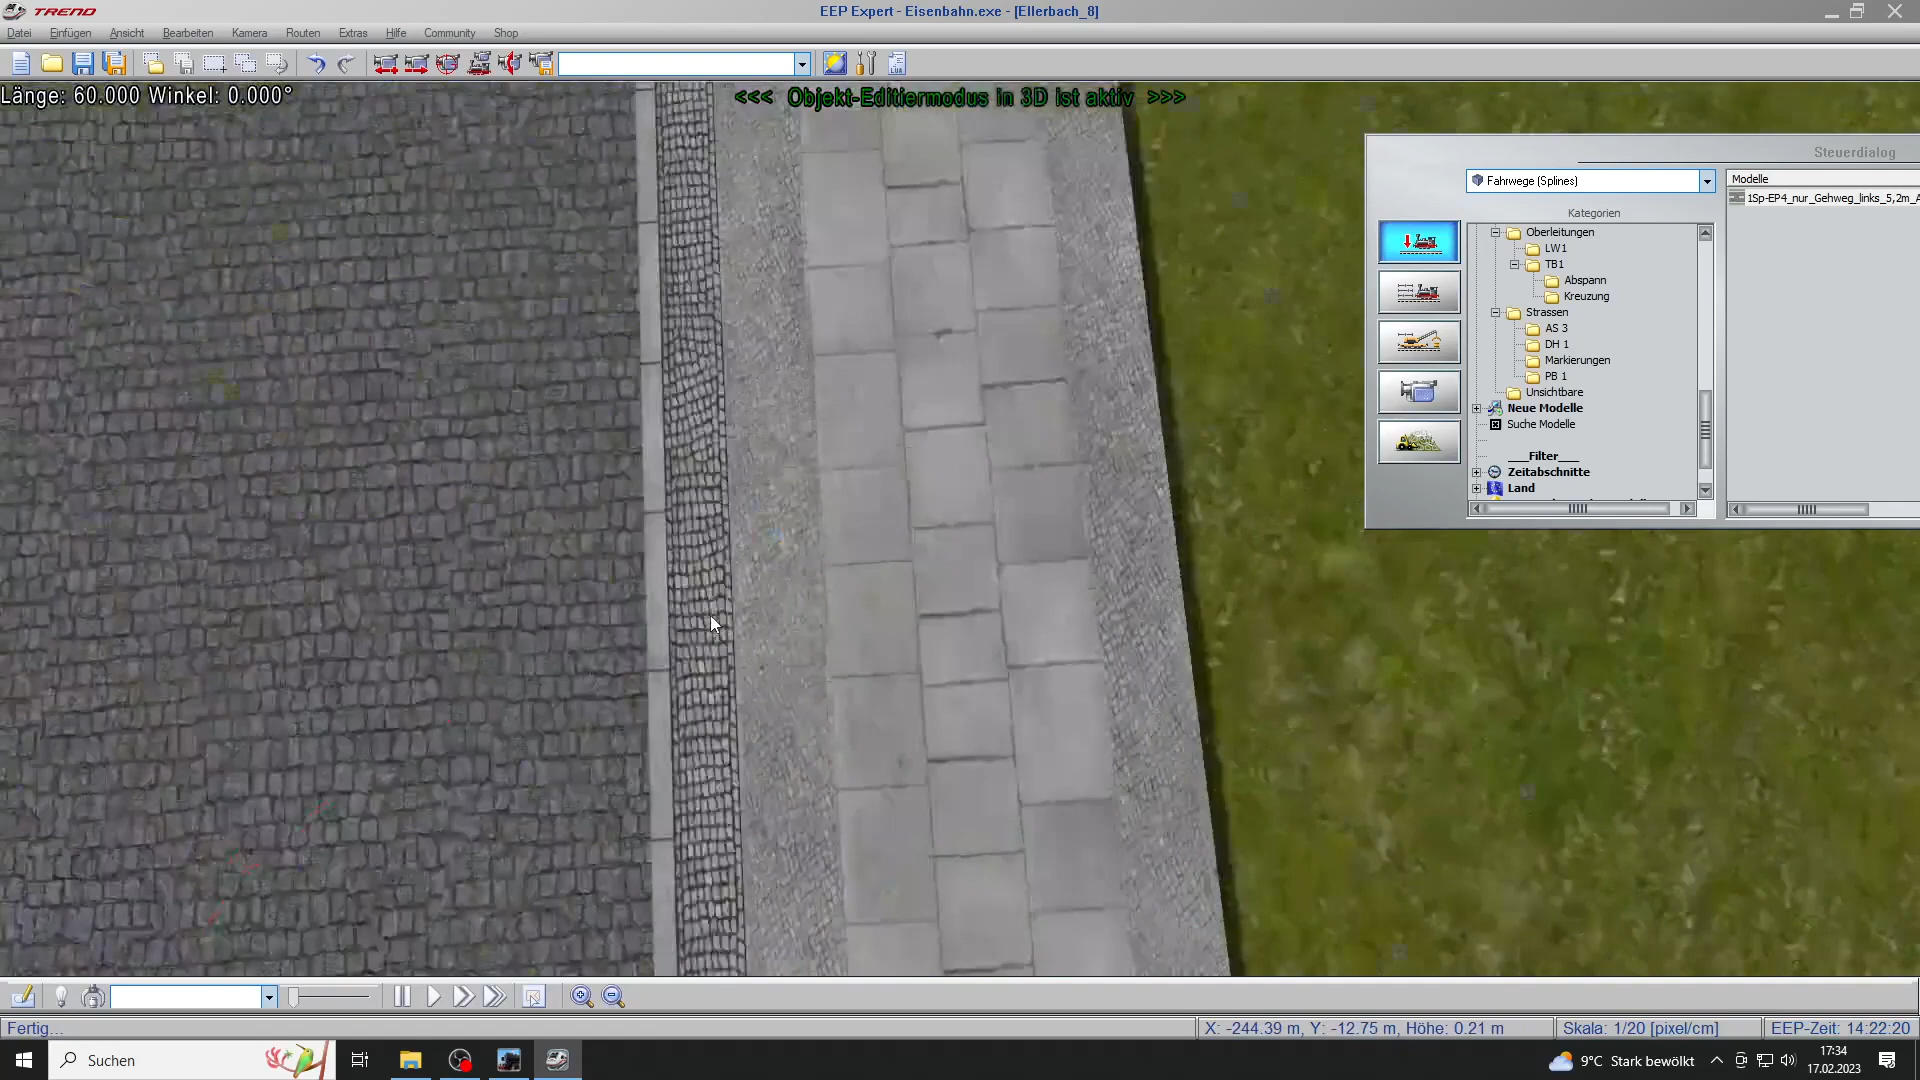 TREND
EEP Expert - Eisenbahn.exe - [Ellerbach_8]
Datei Einfügen Ansicht Bearbeiten Kamera Routen Extras Hilfe Community Shop
Länge: 60.000 Winkel: 0.000°
<<< Objekt-Editiermodus in 3D ist aktiv >>>
Steuerdialog
Fahrwege (Splines)
Modelle
1Sp-EP4_nur_Gehweg_links_5,2m_A
Kategorien
Oberleitungen
LW1
TB1
Abspann
Kreuzung
Strassen
AS 3
DH 1
Markierungen
PB 1
Unsichtbare
Neue Modelle
Suche Modelle
___Filter___
Zeitabschnitte
Land
Fertig...
X: -244.39 m, Y: -12.75 m, Höhe: 0.21 m
Skala: 1/20 [pixel/cm]
EEP-Zeit: 14:22:20
Suchen
9°C Stark bewölkt
17:34
17.02.2023